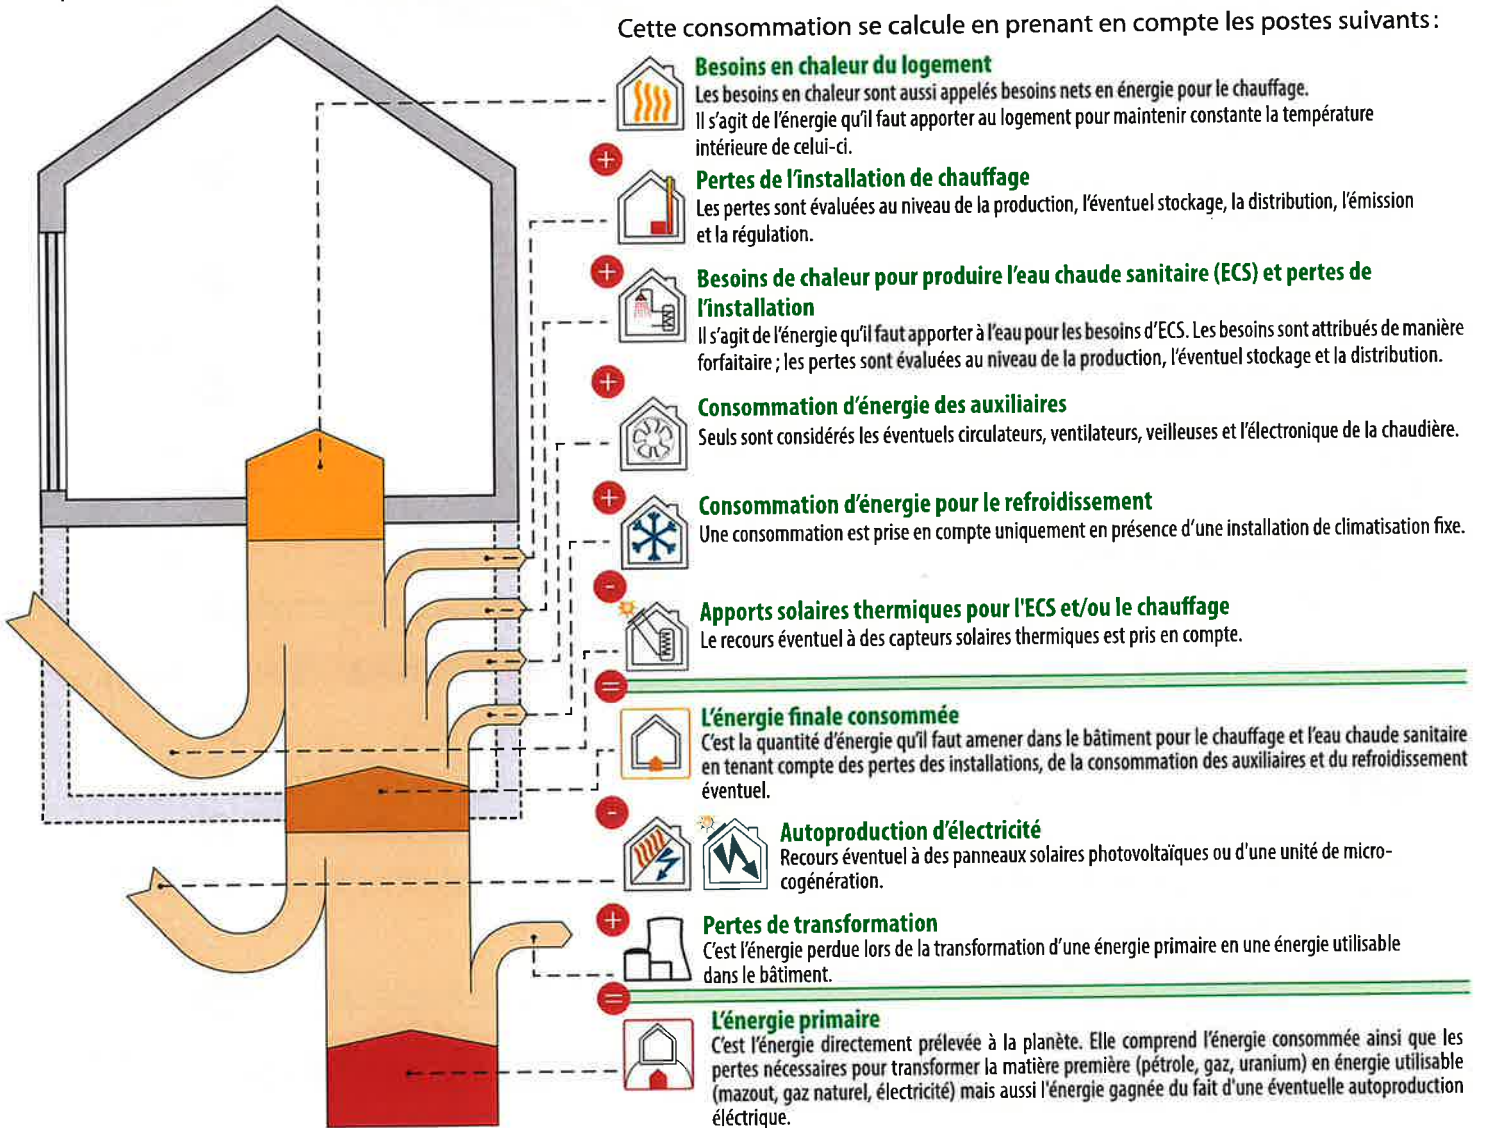 Cette consommation se calcule en prenant en compte les postes suivants :
Besoins en chaleur du logement
Les besoins en chaleur sont aussi appelés besoins nets en énergie pour le chauffage.
Il s'agit de l'énergie qu'il faut apporter au logement pour maintenir constante la température
intérieure de celui-ci.
+
Pertes de l'installation de chauffage
Les pertes sont évaluées au niveau de la production, l'éventuel stockage, la distribution, l'émission
et la régulation.
+
Besoins de chaleur pour produire l'eau chaude sanitaire (ECS) et pertes de
l'installation
Il s'agit de l'énergie qu'il faut apporter à l'eau pour les besoins d'ECS. Les besoins sont attribués de manière
forfaitaire ; les pertes sont évaluées au niveau de la production, l'éventuel stockage et la distribution.
+
Consommation d'énergie des auxiliaires
Seuls sont considérés les éventuels circulateurs, ventilateurs, veilleuses et l'électronique de la chaudière.
+
Consommation d'énergie pour le refroidissement
Une consommation est prise en compte uniquement en présence d'une installation de climatisation fixe.
-
Apports solaires thermiques pour l'ECS et/ou le chauffage
Le recours éventuel à des capteurs solaires thermiques est pris en compte.
=
L'énergie finale consommée
C'est la quantité d'énergie qu'il faut amener dans le bâtiment pour le chauffage et l'eau chaude sanitaire
en tenant compte des pertes des installations, de la consommation des auxiliaires et du refroidissement
éventuel.
-
Autoproduction d'électricité
Recours éventuel à des panneaux solaires photovoltaïques ou d'une unité de micro-
cogénération.
+
Pertes de transformation
C'est l'énergie perdue lors de la transformation d'une énergie primaire en une énergie utilisable
dans le bâtiment.
=
L'énergie primaire
C'est l'énergie directement prélevée à la planète. Elle comprend l'énergie consommée ainsi que les
pertes nécessaires pour transformer la matière première (pétrole, gaz, uranium) en énergie utilisable
(mazout, gaz naturel, électricité) mais aussi l'énergie gagnée du fait d'une éventuelle autoproduction
éléctrique.